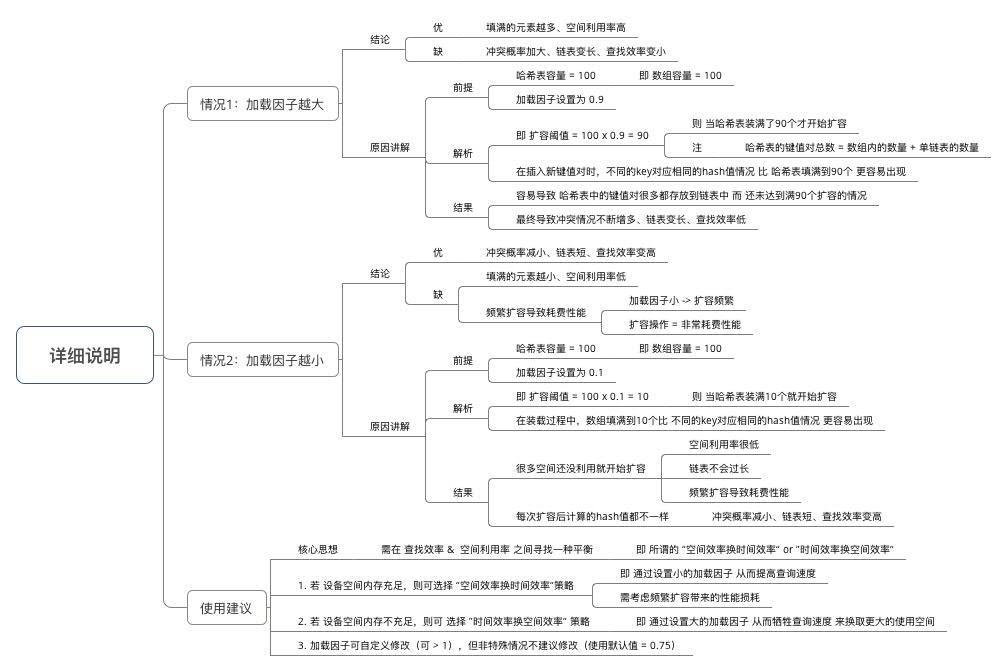 详细说明
情况1：加载因子越大
结论
优 填满的元素越多、空间利用率高
缺 冲突概率加大、链表变长、查找效率变小
原因讲解
前提
哈希表容量 = 100 即 数组容量 = 100
加载因子设置为 0.9
解析
即 扩容阈值 = 100 x 0.9 = 90
则 当哈希表装满了90个才开始扩容
注 哈希表的键值对总数 = 数组内的数量 + 单链表的数量
在插入新键值对时，不同的key对应相同的hash值情况 比 哈希表填满到90个 更容易出现
结果
容易导致 哈希表中的键值对很多都存放到链表中 而 还未达到满90个扩容的情况
最终导致冲突情况不断增多、链表变长、查找效率低
情况2：加载因子越小
结论
优 冲突概率减小、链表短、查找效率变高
缺
填满的元素越小、空间利用率低
频繁扩容导致耗费性能
加载因子小 -> 扩容频繁
扩容操作 = 非常耗费性能
原因讲解
前提
哈希表容量 = 100 即 数组容量 = 100
加载因子设置为 0.1
解析
即 扩容阈值 = 100 x 0.1 = 10 则 当哈希表装满10个就开始扩容
在装载过程中，数组填满到10个比 不同的key对应相同的hash值情况 更容易出现
结果
很多空间还没利用就开始扩容
空间利用率很低
链表不会过长
频繁扩容导致耗费性能
每次扩容后计算的hash值都不一样 冲突概率减小、链表短、查找效率变高
使用建议
核心思想 需在 查找效率 & 空间利用率 之间寻找一种平衡 即 所谓的 “空间效率换时间效率” or “时间效率换空间效率”
1. 若 设备空间内存充足，则可选择 “空间效率换时间效率”策略
即 通过设置小的加载因子 从而提高查询速度
需考虑频繁扩容带来的性能损耗
2. 若 设备空间内存不充足，则可 选择 “时间效率换空间效率” 策略 即 通过设置大的加载因子 从而牺牲查询速度 来换取更大的使用空间
3. 加载因子可自定义修改（可 > 1），但非特殊情况不建议修改（使用默认值 = 0.75）